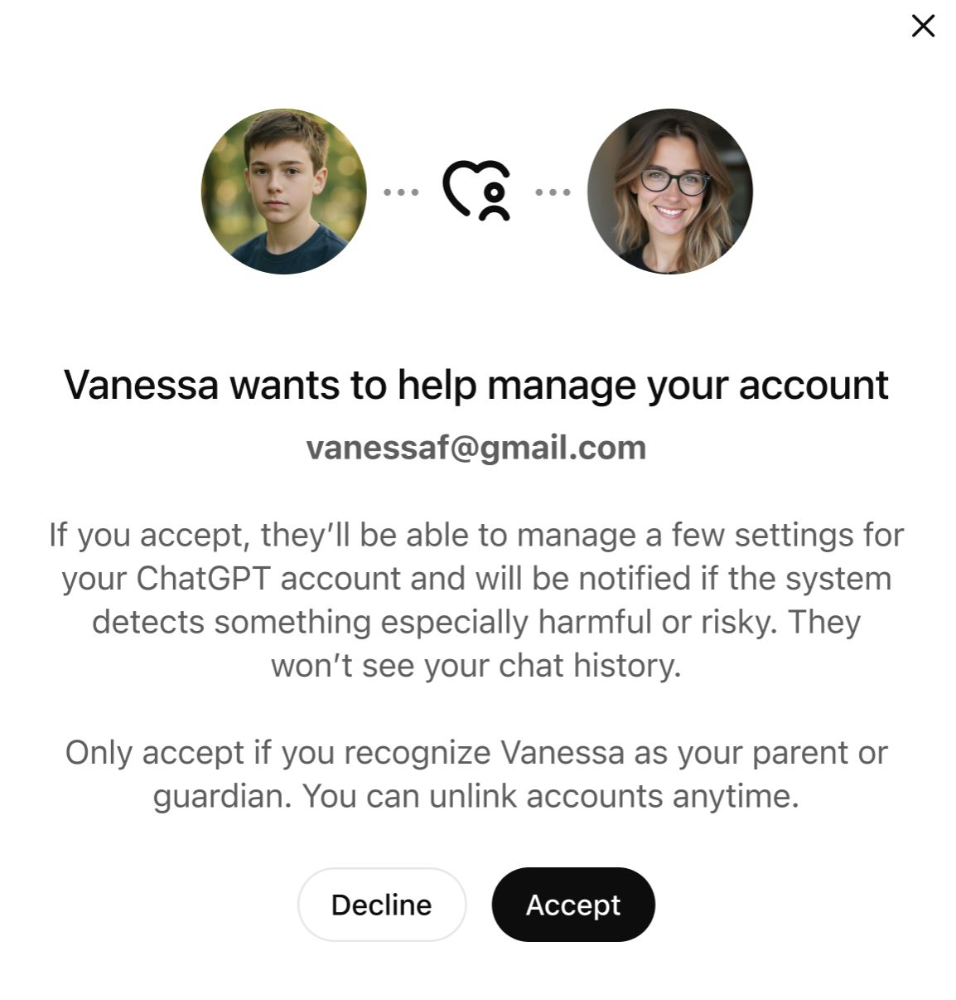 Vanessa wants to help manage your account
vanessaf@gmail.com
If you accept, they’ll be able to manage a few settings for
your ChatGPT account and will be notified if the system
detects something especially harmful or risky. They
won’t see your chat history.
Only accept if you recognize Vanessa as your parent or
guardian. You can unlink accounts anytime.
Decline
Accept